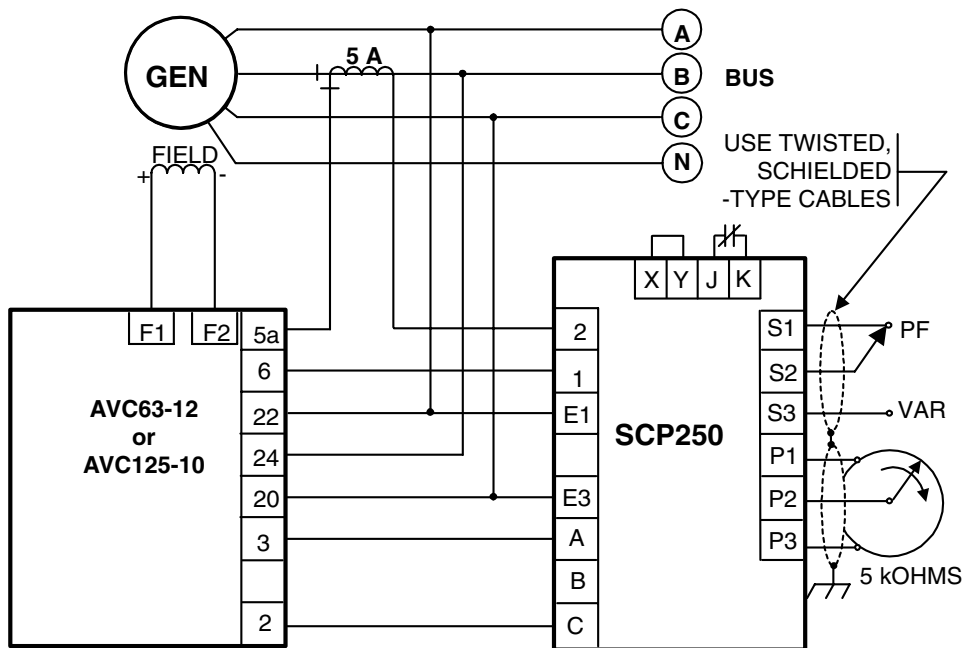 GEN
5 A
A
B
C
N
BUS
FIELD
+ -
USE TWISTED,
SCHIELDED
-TYPE CABLES
X Y J K
F1 F2
5a
6
22
24
20
3
2
AVC63-12
or
AVC125-10
2
1
E1
E3
A
B
C
SCP250
S1
S2
S3
P1
P2
P3
PF
VAR
5 kOHMS